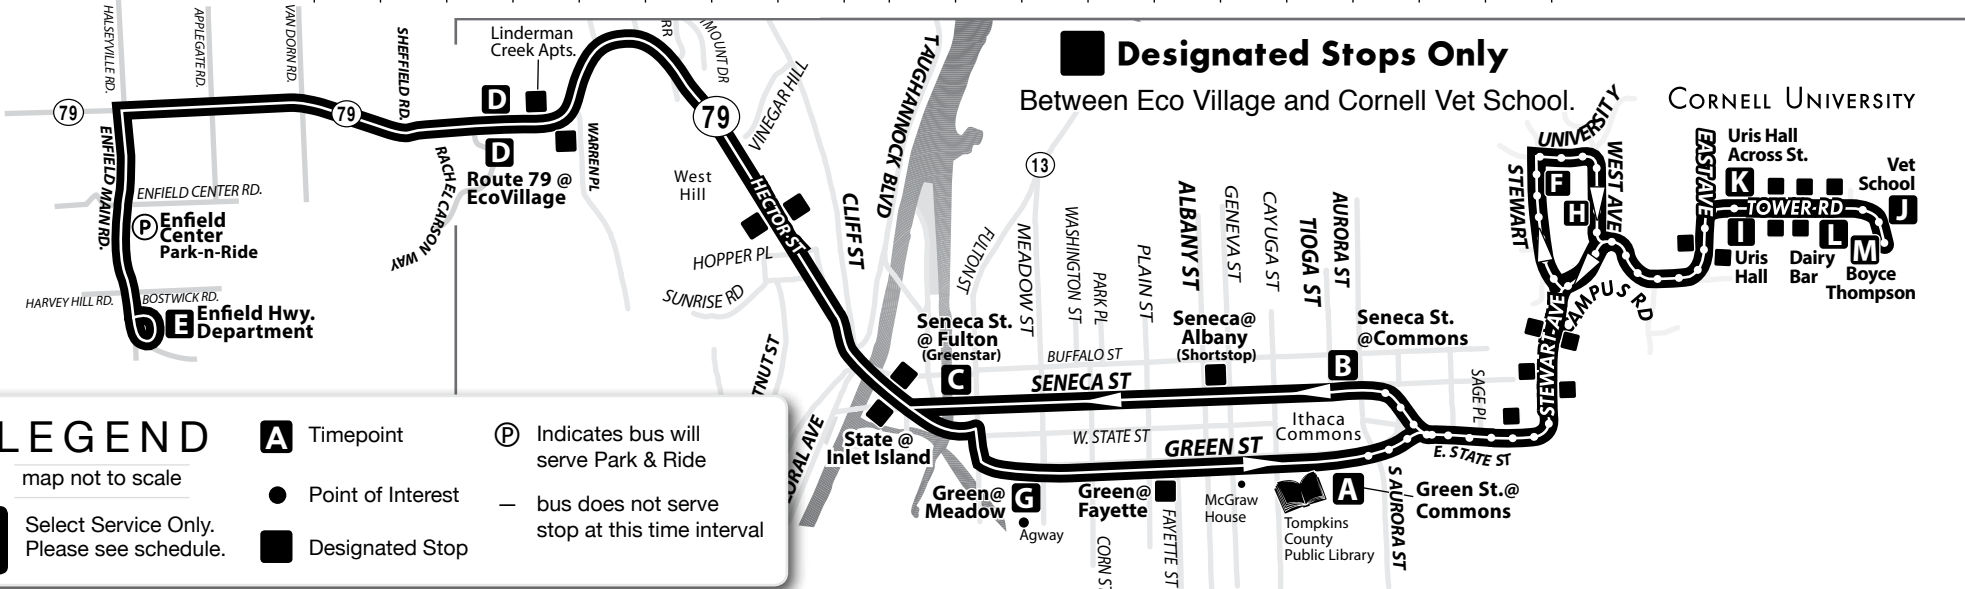 HALSEYVILLE RD.
APPLEGATE RD.
VAN DORN RD.
SHEFFIELD RD.
Linderman
Creek Apts.
RR
MOUNT DR
VINEGAR HILL
TAUGHANNOCK BLVD
Designated Stops Only
Between Eco Village and Cornell Vet School.
CORNELL UNIVERSITY
79
79
79
13
D
D
Route 79 @
EcoVillage
WARREN PL
RACHEL CARSON WAY
ENFIELD MAIN RD.
ENFIELD CENTER RD.
P
Enfield
Center
Park-n-Ride
HARVEY HILL RD.
BOSTWICK RD.
E
Enfield Hwy.
Department
West
Hill
HECTOR ST
HOPPER PL
SUNRISE RD
CLIFF ST
FULTON ST
MEADOW ST
WASHINGTON ST
PARK PL
PLAIN ST
ALBANY ST
GENEVA ST
CAYUGA ST
TIOGA ST
AURORA ST
UNIVERSITY
STEWART
WEST AVE
F
H
EAST AVE
Uris Hall
Across St.
K
Vet
School
J
TOWER RD
I
L
M
Uris
Hall
Dairy
Bar
Boyce
Thompson
CAMPUS RD
STEWART AVE
SAGE PL
E. STATE ST
Seneca St.
@ Fulton
(Greenstar)
C
BUFFALO ST
SENECA ST
Seneca@
Albany
(Shortstop)
B
Seneca St.
@Commons
Ithaca
Commons
W. STATE ST
GREEN ST
State @
Inlet Island
TNUT ST
ORAL AVE
Green@
Meadow
G
Agway
Green@
Fayette
CORN S
FAYETTE ST
McGraw
House
Tompkins
County
Public Library
A
Green St.@
Commons
S AURORA ST
LEGEND
map not to scale
Select Service Only.
Please see schedule.
A
Timepoint
Point of Interest
Designated Stop
P
Indicates bus will
serve Park & Ride
— bus does not serve
stop at this time interval